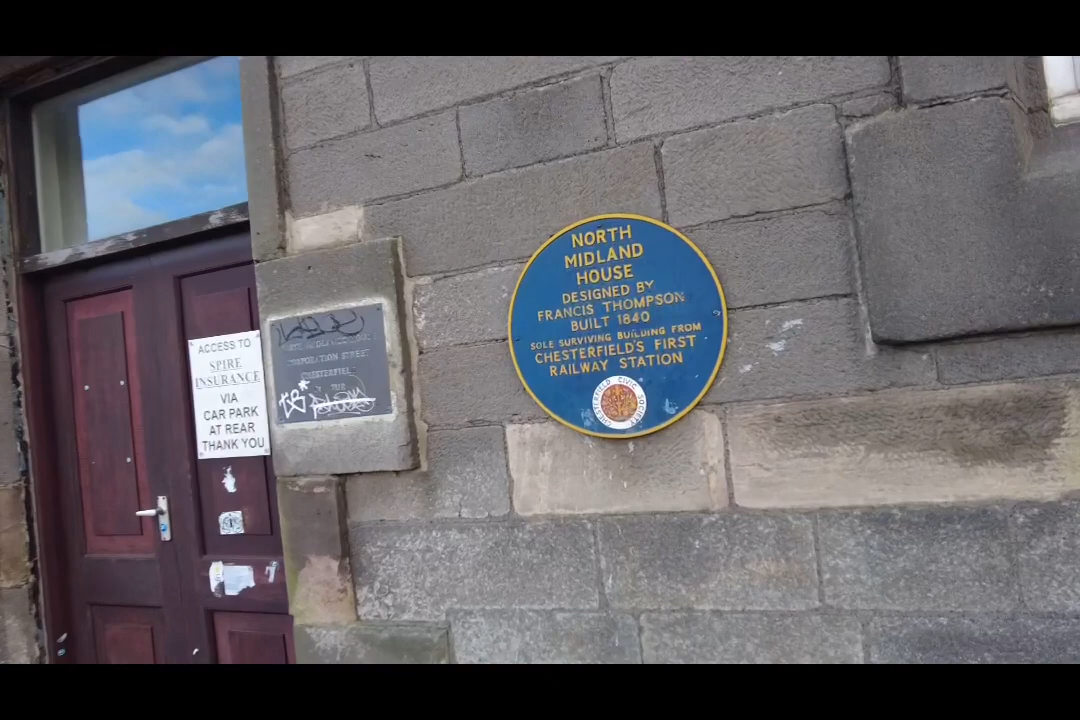 ACCESS TO
SPIRE
INSURANCE
VIA
CAR PARK
AT REAR
THANK YOU
CORPORATION STREET
CHESTERFIELD
NORTH
MIDLAND
HOUSE
DESIGNED BY
FRANCIS THOMPSON
BUILT 1840
SOLE SURVIVING BUILDING FROM
CHESTERFIELD'S FIRST
RAILWAY STATION
CHESTERFIELD CIVIC SOCIETY